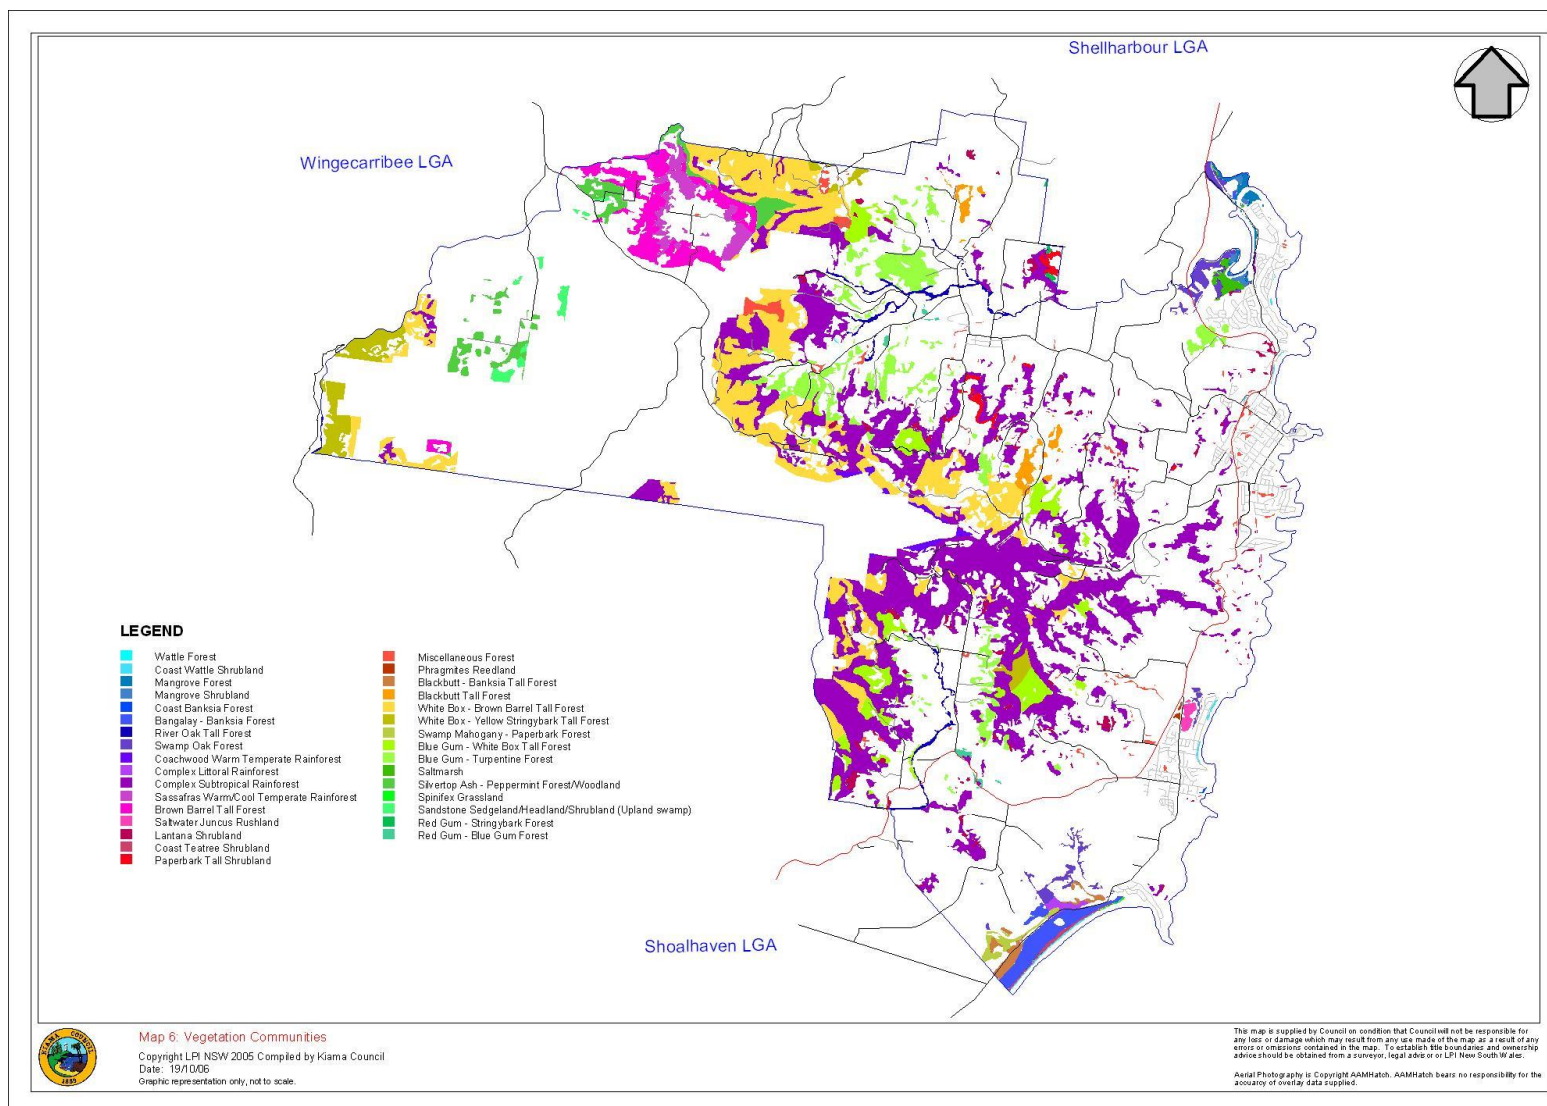 Shellharbour LGA
Wingecarribee LGA
LEGEND
Wattle Forest
Coast Wattle Shrubland
Mangrove Forest
Mangrove Shrubland
Coast Banksia Forest
Bangalay - Banksia Forest
River Oak Tall Forest
Swamp Oak Forest
Coachwood Warm Temperate Rainforest
Complex Littoral Rainforest
Complex Subtropical Rainforest
Sassafras Warm/Cool Temperate Rainforest
Brown Barrel Tall Forest
Saltwater Juncus Rushland
Lantana Shrubland
Coast Teatree Shrubland
Paperbark Tall Shrubland
Miscellaneous Forest
Phragmites Reedland
Blackbutt - Banksia Tall Forest
Blackbutt Tall Forest
White Box - Brown Barrel Tall Forest
White Box - Yellow Stringybark Tall Forest
Swamp Mahogany - Paperbark Forest
Blue Gum - White Box Tall Forest
Blue Gum - Turpentine Forest
Saltmarsh
Silvertop Ash - Peppermint Forest/Woodland
Spinifex Grassland
Sandstone Sedgeland/Headland/Shrubland (Upland swamp)
Red Gum - Stringybark Forest
Red Gum - Blue Gum Forest
Shoalhaven LGA
KIAMA COUNCIL
1859
Map 6: Vegetation Communities
Copyright LPI NSW 2005 Compiled by Kiama Council
Date: 19/10/06
Graphic representation only, not to scale.
This map is supplied by Council on condition that Council will not be responsible for
any loss or damage which may result from any use made of the map as a result of any
errors or omissions contained in the map. To establish title boundaries and ownership
advice should be obtained from a surveyor, legal advisor or LPI New South Wales.
Aerial Photography is Copyright AAMHatch. AAMHatch bears no responsibility for the
accuarcy of overlay data supplied.